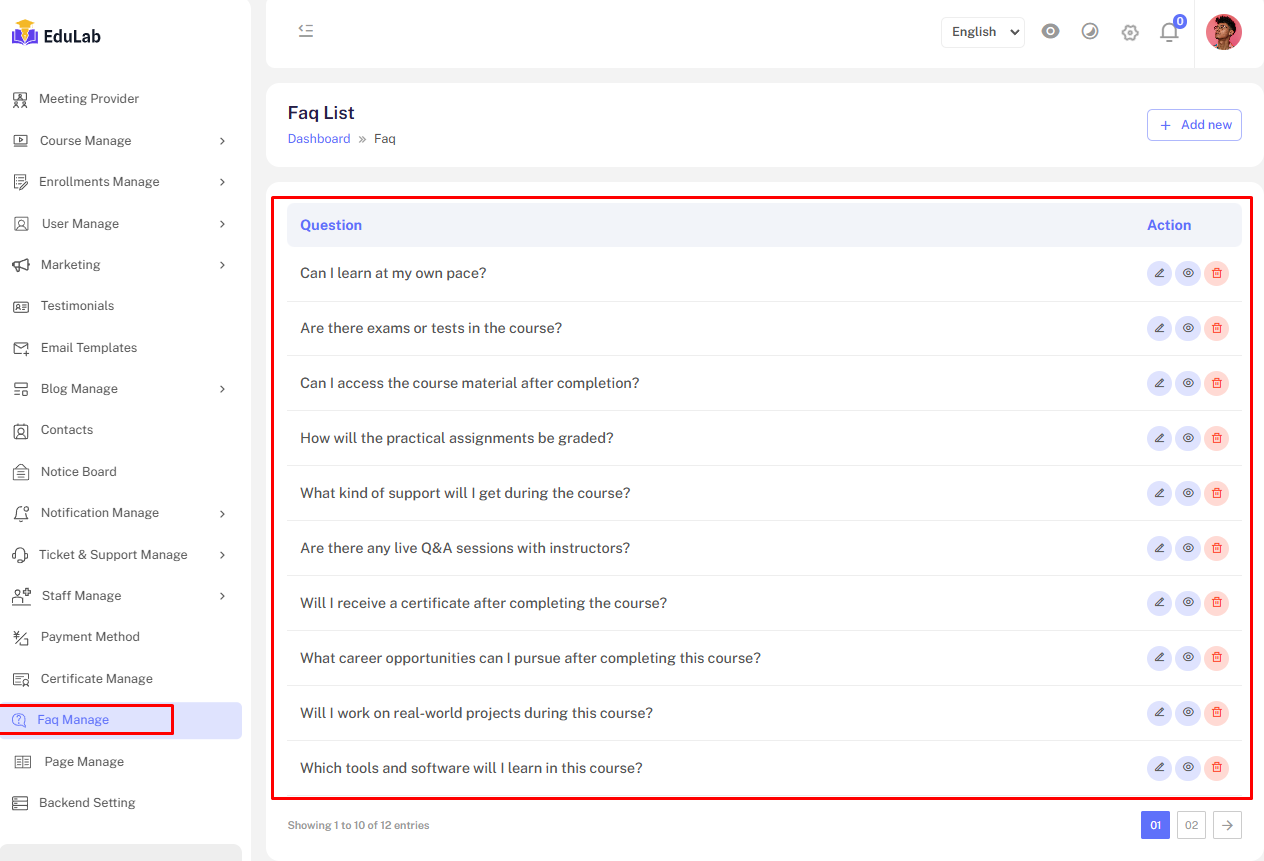 EduLab
English
0
Meeting Provider
Course Manage
Enrollments Manage
User Manage
Marketing
Testimonials
Email Templates
Blog Manage
Contacts
Notice Board
Notification Manage
Ticket & Support Manage
Staff Manage
Payment Method
Certificate Manage
Faq Manage
Page Manage
Backend Setting
Faq List
Dashboard » Faq
+ Add new
Question Action
Can I learn at my own pace?
Are there exams or tests in the course?
Can I access the course material after completion?
How will the practical assignments be graded?
What kind of support will I get during the course?
Are there any live Q&A sessions with instructors?
Will I receive a certificate after completing the course?
What career opportunities can I pursue after completing this course?
Will I work on real-world projects during this course?
Which tools and software will I learn in this course?
Showing 1 to 10 of 12 entries
01 02